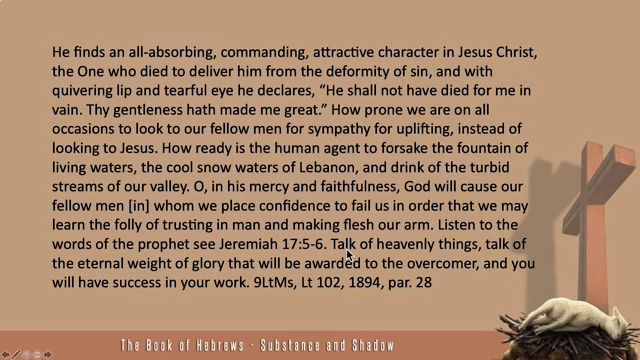 He finds an all-absorbing, commanding, attractive character in Jesus Christ,
the One who died to deliver him from the deformity of sin, and with
quivering lip and tearful eye he declares, “He shall not have died for me in
vain. Thy gentleness hath made me great.” How prone we are on all
occasions to look to our fellow men for sympathy for uplifting, instead of
looking to Jesus. How ready is the human agent to forsake the fountain of
living waters, the cool snow waters of Lebanon, and drink of the turbid
streams of our valley. O, in his mercy and faithfulness, God will cause our
fellow men [in] whom we place confidence to fail us in order that we may
learn the folly of trusting in man and making flesh our arm. Listen to the
words of the prophet see Jeremiah 17:5-6. Talk of heavenly things, talk of
the eternal weight of glory that will be awarded to the overcomer, and you
will have success in your work. 9LtMs, Lt 102, 1894, par. 28
The Book of Hebrews - Substance and Shadow